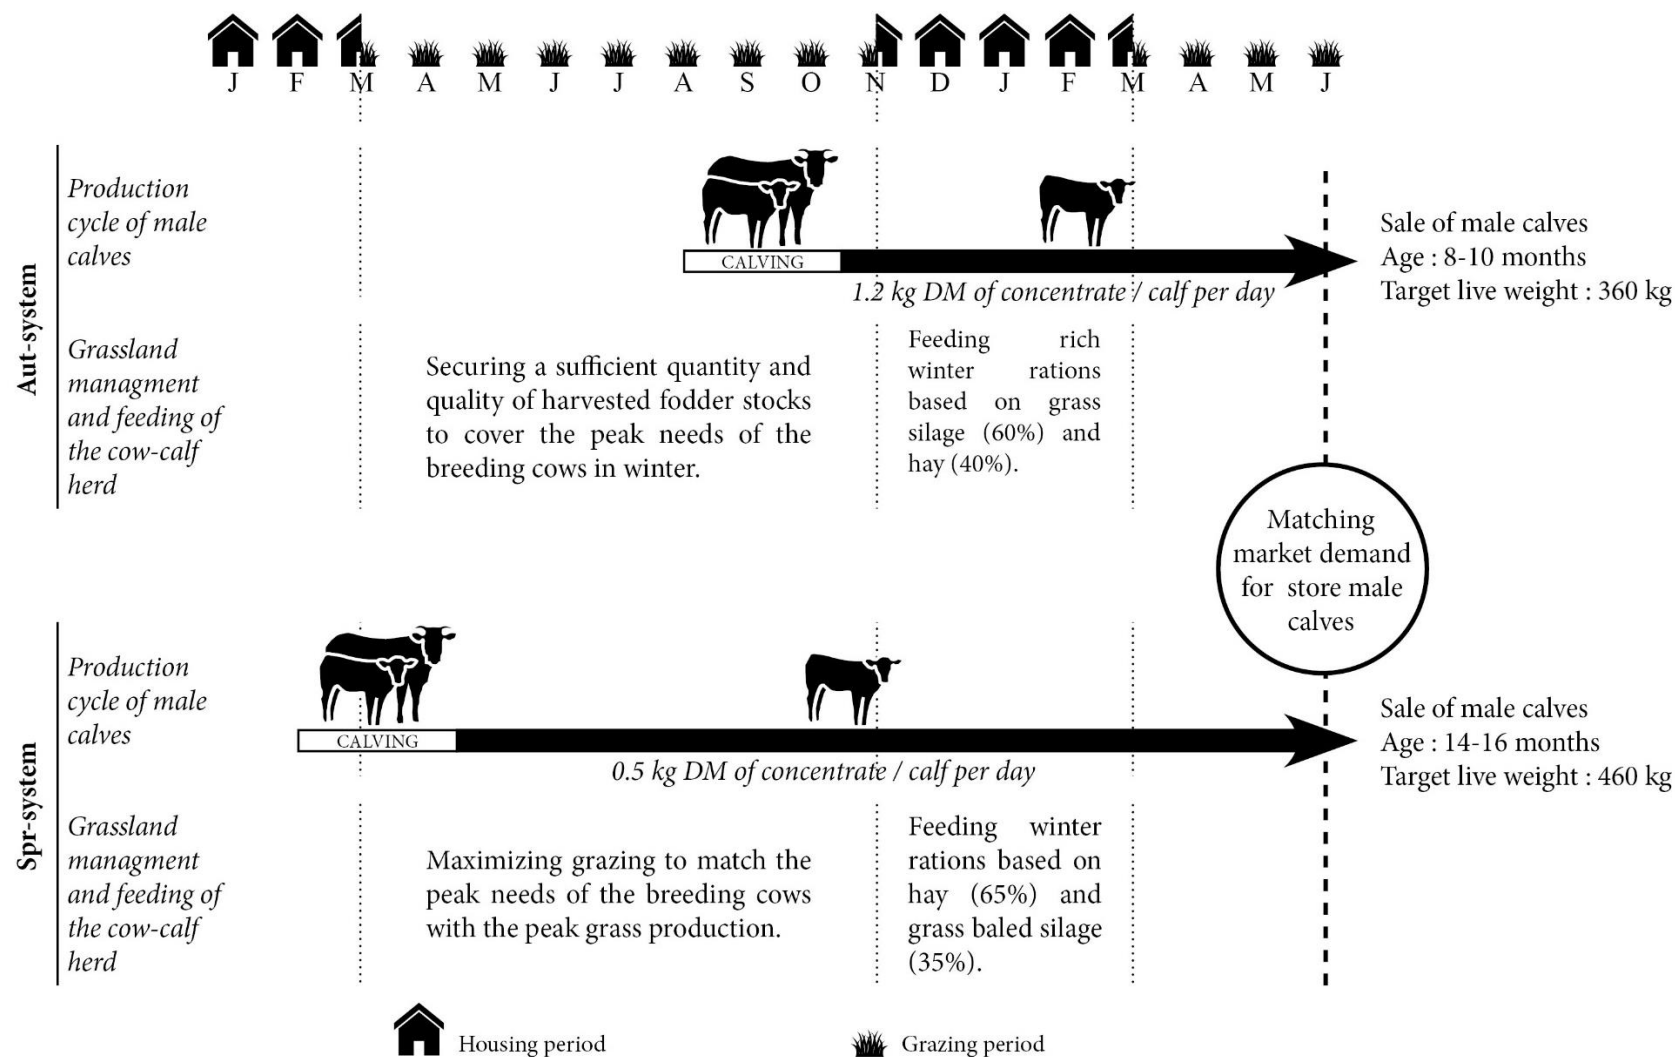 J F M A M J J A S O N D J F M A M J
Aut-system
Production
cycle of male
calves
CALVING
1.2 kg DM of concentrate / calf per day
Sale of male calves
Age : 8-10 months
Target live weight : 360 kg
Grassland
managment
and feeding of
the cow-calf
herd
Securing a sufficient quantity and
quality of harvested fodder stocks
to cover the peak needs of the
breeding cows in winter.
Feeding rich
winter rations
based on grass
silage (60%) and
hay (40%).
Matching
market demand
for store male
calves
Spr-system
Production
cycle of male
calves
CALVING
0.5 kg DM of concentrate / calf per day
Sale of male calves
Age : 14-16 months
Target live weight : 460 kg
Grassland
managment
and feeding of
the cow-calf
herd
Maximizing grazing to match the
peak needs of the breeding cows
with the peak grass production.
Feeding winter
rations based on
hay (65%) and
grass baled silage
(35%).
Housing period
Grazing period